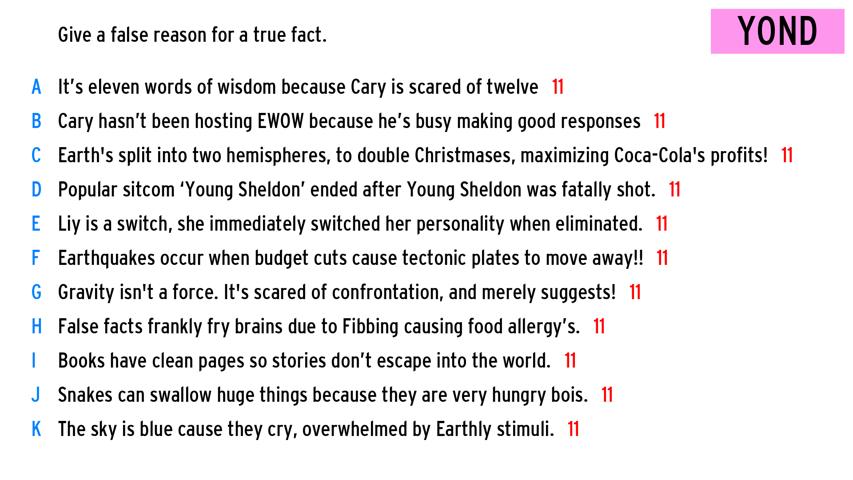 Give a false reason for a true fact.
YOND
A It's eleven words of wisdom because Cary is scared of twelve 11
B Cary hasn't been hosting EWOW because he's busy making good responses 11
C Earth's split into two hemispheres, to double Christmases, maximizing Coca-Cola's profits! 11
D Popular sitcom ‘Young Sheldon’ ended after Young Sheldon was fatally shot. 11
E Liy is a switch, she immediately switched her personality when eliminated. 11
F Earthquakes occur when budget cuts cause tectonic plates to move away!! 11
G Gravity isn't a force. It's scared of confrontation, and merely suggests! 11
H False facts frankly fry brains due to Fibbing causing food allergy’s. 11
I Books have clean pages so stories don’t escape into the world. 11
J Snakes can swallow huge things because they are very hungry bois. 11
K The sky is blue cause they cry, overwhelmed by Earthly stimuli. 11